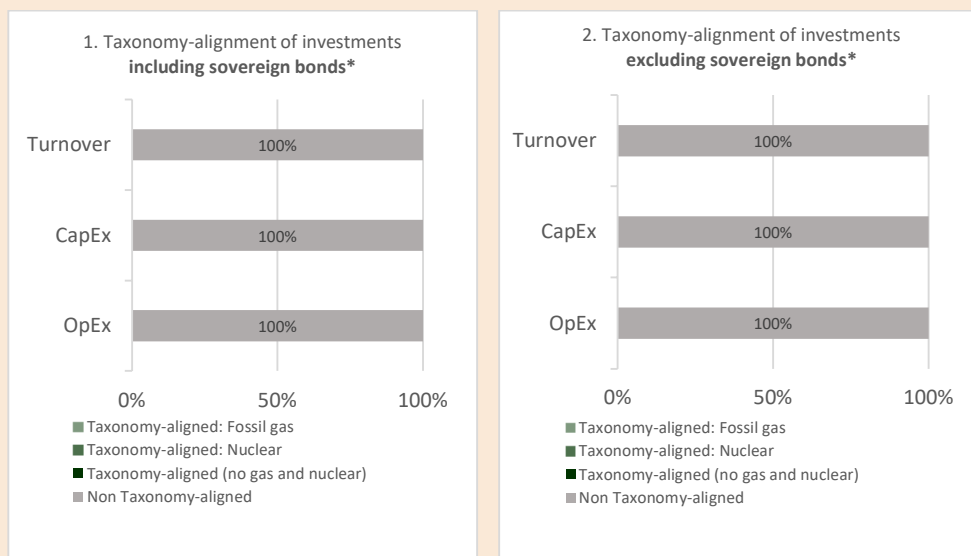 1. Taxonomy-alignment of investments
including sovereign bonds*
Turnover
100%
CapEx
100%
OpEx
100%
0%
50%
100%
Taxonomy-aligned: Fossil gas
Taxonomy-aligned: Nuclear
Taxonomy-aligned (no gas and nuclear)
Non Taxonomy-aligned
2. Taxonomy-alignment of investments
excluding sovereign bonds*
Turnover
100%
CapEx
100%
OpEx
100%
0%
50%
100%
Taxonomy-aligned: Fossil gas
Taxonomy-aligned: Nuclear
Taxonomy-aligned (no gas and nuclear)
Non Taxonomy-aligned